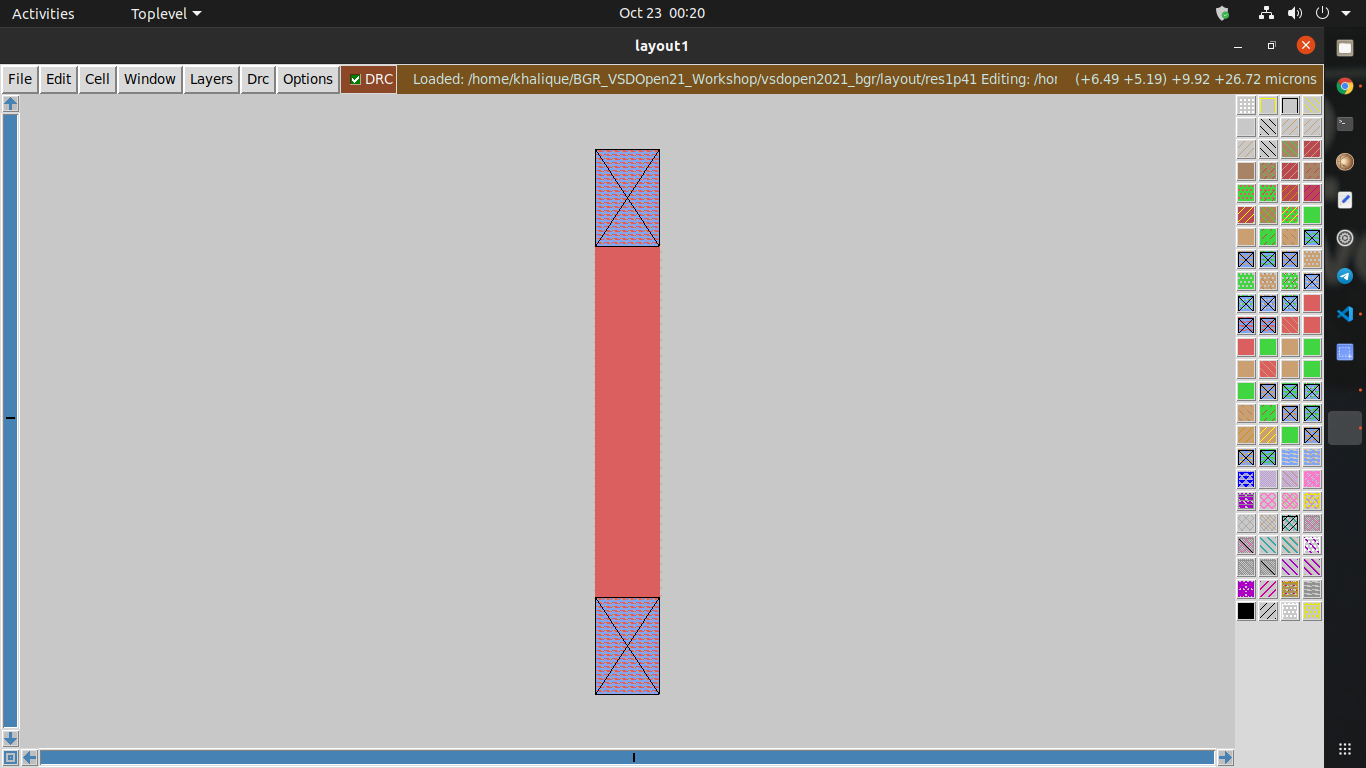 Activities Toplevel Oct 23 00:20
layout1
File Edit Cell Window Layers Drc Options DRC Loaded: /home/khalique/BGR_VSDOpen21_Workshop/vsdopen2021_bgr/layout/res1p41 Editing: /hor (+6.49 +5.19) +9.92 +26.72 microns